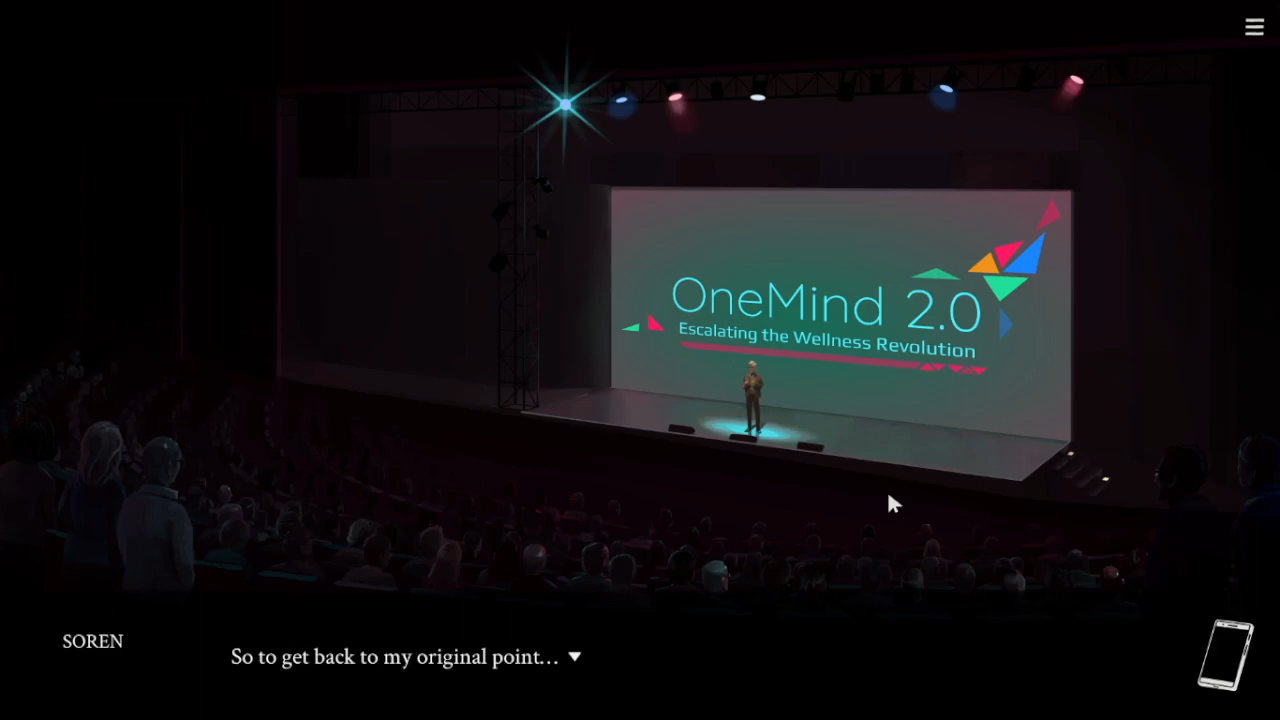 OneMind 2.0
Escalating the Wellness Revolution
SOREN
So to get back to my original point...